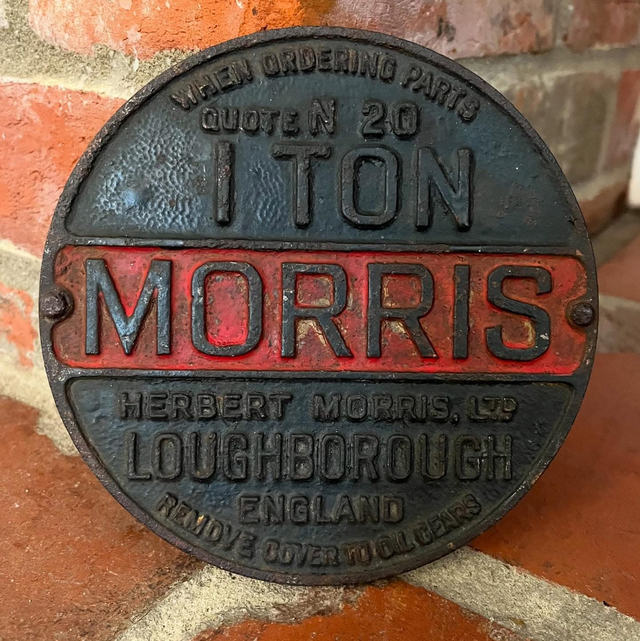 WHEN ORDERING PARTS
QUOTE N 20
1 TON
MORRIS
HERBERT MORRIS, LTD
LOUGHBOROUGH
ENGLAND
REMOVE COVER TO OIL GEARS